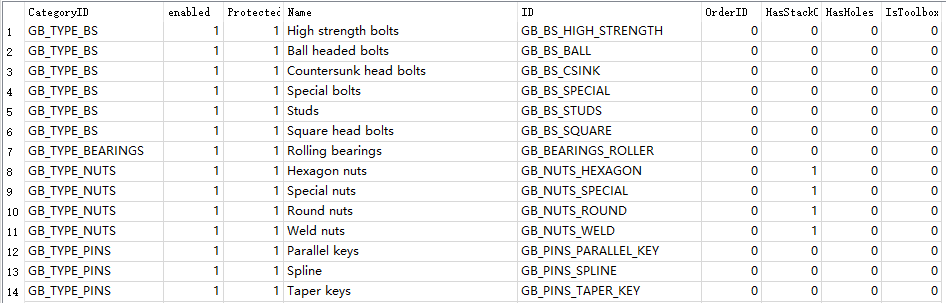 CategoryID enabled Protected Name ID OrderID HasStackC HasHoles IsToolbox
1 GB_TYPE_BS 1 1 High strength bolts GB_BS_HIGH_STRENGTH 0 0 0 0
2 GB_TYPE_BS 1 1 Ball headed bolts GB_BS_BALL 0 0 0 0
3 GB_TYPE_BS 1 1 Countersunk head bolts GB_BS_CSINK 0 0 0 0
4 GB_TYPE_BS 1 1 Special bolts GB_BS_SPECIAL 0 0 0 0
5 GB_TYPE_BS 1 1 Studs GB_BS_STUDS 0 0 0 0
6 GB_TYPE_BS 1 1 Square head bolts GB_BS_SQUARE 0 0 0 0
7 GB_TYPE_BEARINGS 1 1 Rolling bearings GB_BEARINGS_ROLLER 0 0 0 0
8 GB_TYPE_NUTS 1 1 Hexagon nuts GB_NUTS_HEXAGON 0 1 0 0
9 GB_TYPE_NUTS 1 1 Special nuts GB_NUTS_SPECIAL 0 1 0 0
10 GB_TYPE_NUTS 1 1 Round nuts GB_NUTS_ROUND 0 1 0 0
11 GB_TYPE_NUTS 1 1 Weld nuts GB_NUTS_WELD 0 1 0 0
12 GB_TYPE_PINS 1 1 Parallel keys GB_PINS_PARALLEL_KEY 0 0 0 0
13 GB_TYPE_PINS 1 1 Spline GB_PINS_SPLINE 0 0 0 0
14 GB_TYPE_PINS 1 1 Taper keys GB_PINS_TAPER_KEY 0 0 0 0